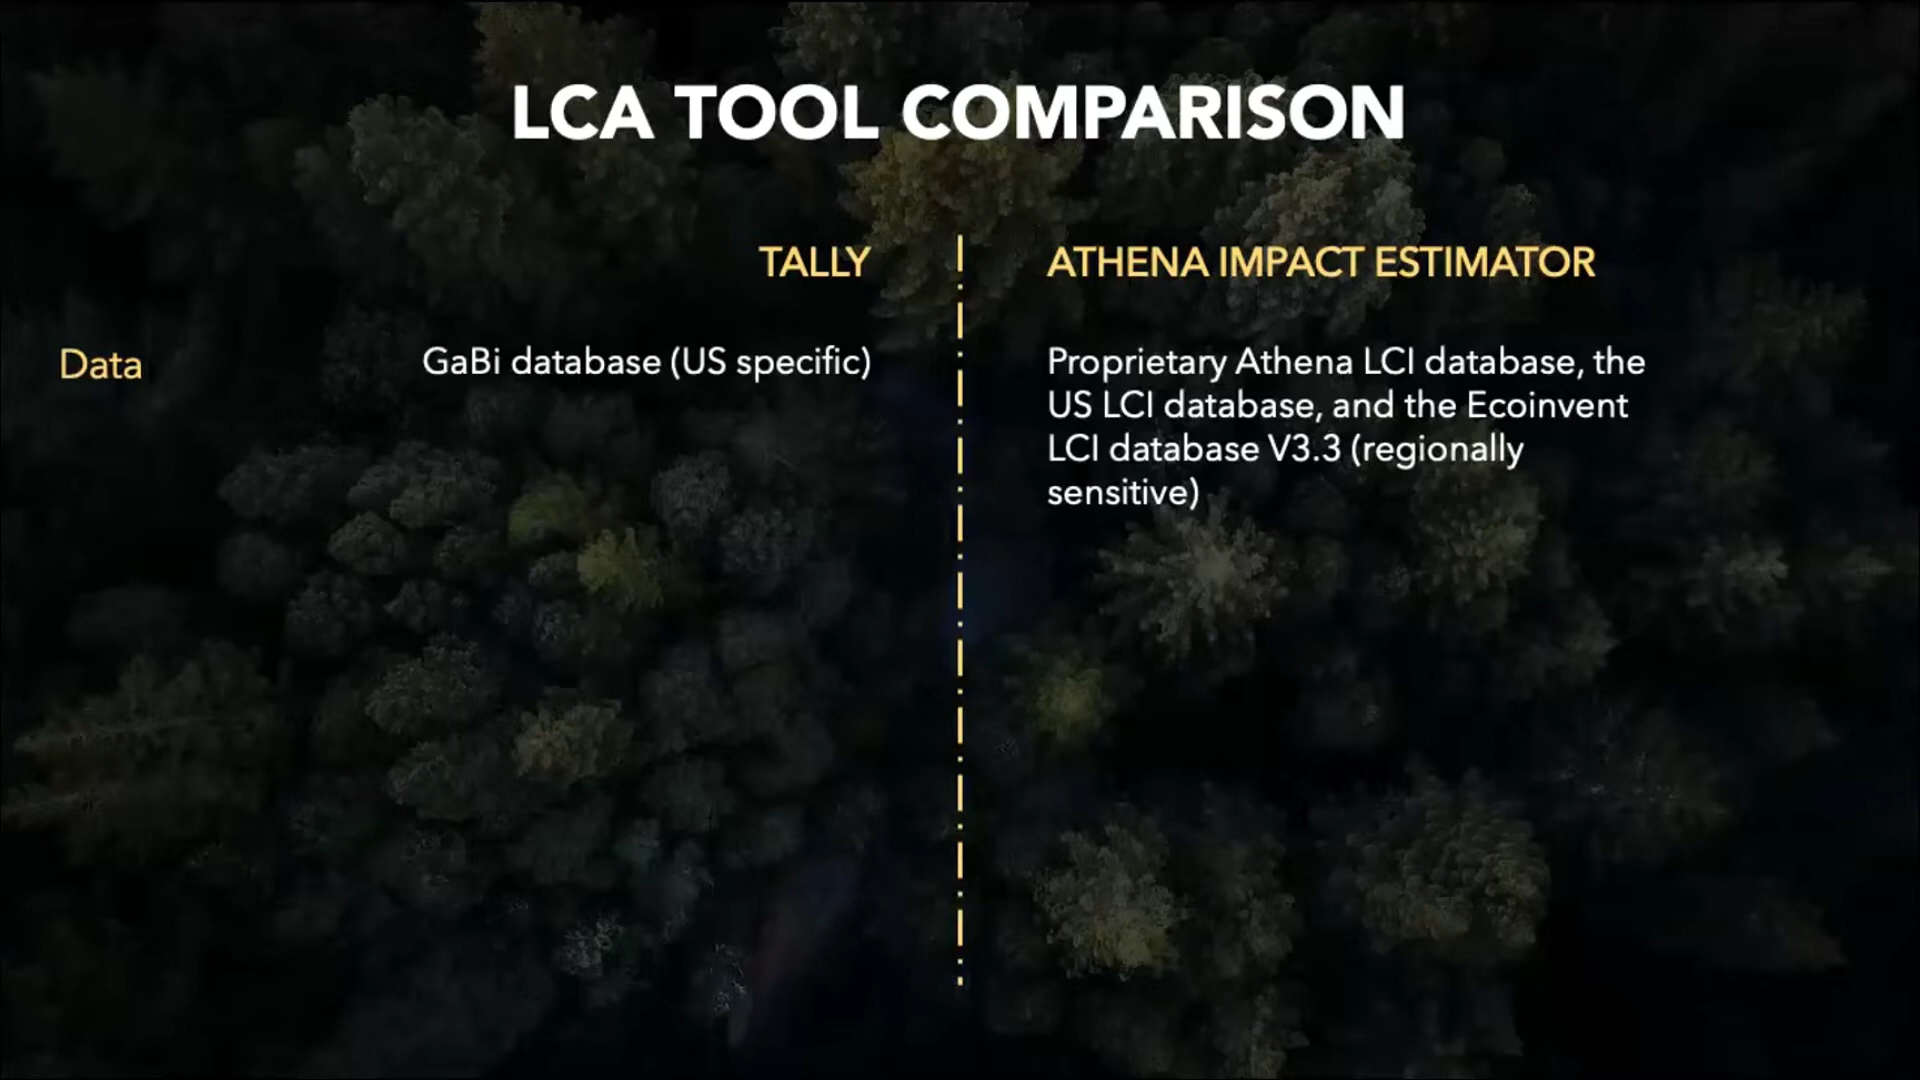 LCA TOOL COMPARISON
TALLY
ATHENA IMPACT ESTIMATOR
Data
GaBi database (US specific)
Proprietary Athena LCI database, the
US LCI database, and the Ecoinvent
LCI database V3.3 (regionally
sensitive)